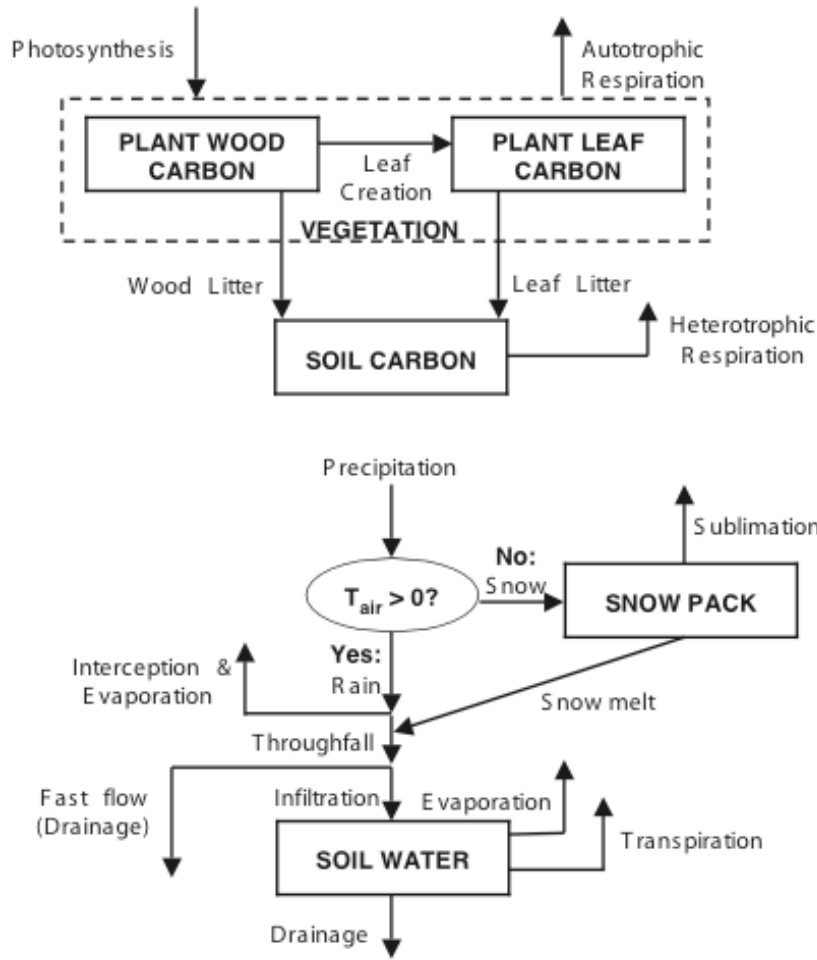 Photosynthesis
Autotrophic
Respiration
PLANT WOOD
CARBON
Leaf
Creation
PLANT LEAF
CARBON
VEGETATION
Wood Litter
Leaf Litter
SOIL CARBON
Heterotrophic
Respiration
Precipitation
Sublimation
T_air > 0?
No:
Snow
SNOW PACK
Yes:
Rain
Interception &
Evaporation
Snow melt
Throughfall
Fast flow
(Drainage)
Infiltration
Evaporation
Transpiration
SOIL WATER
Drainage